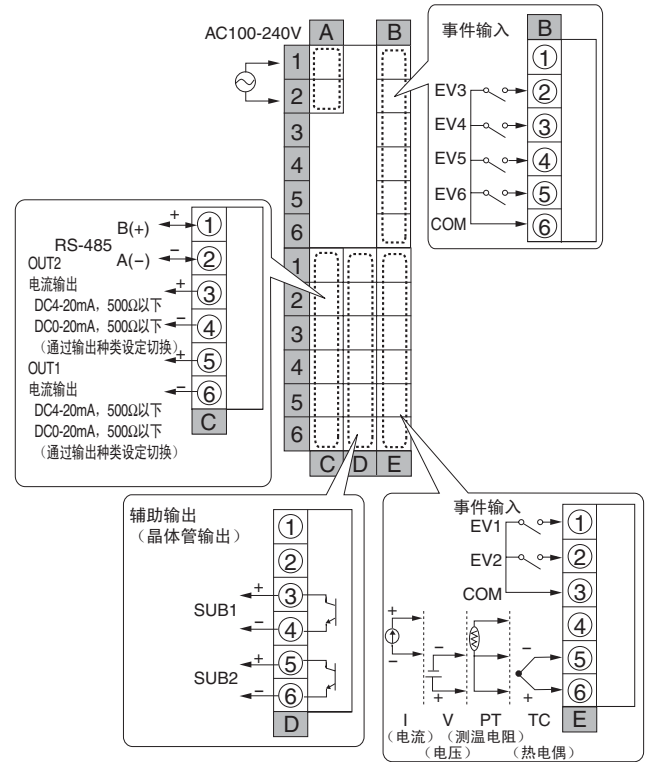 AC100-240V
A
B
1
2
3
4
5
6
1
2
3
4
5
6
C
D
E
事件输入
B
①
EV3
②
EV4
③
EV5
④
EV6
⑤
COM
⑥
B(+)
+
①
RS-485
A(−)
−
②
OUT2
+
③
电流输出
DC4-20mA，500Ω以下
DC0-20mA，500Ω以下
−
④
（通过输出种类设定切换）
+
⑤
OUT1
电流输出
−
⑥
DC4-20mA，500Ω以下
C
DC0-20mA，500Ω以下
（通过输出种类设定切换）
辅助输出
（晶体管输出）
①
②
SUB1
+
③
−
④
SUB2
+
⑤
−
⑥
D
事件输入
EV1
①
EV2
②
COM
③
④
+
−
−
+
−
+
⑤
⑥
I
V
PT
TC
E
（电流）
（测温电阻）
（电压）
（热电偶）